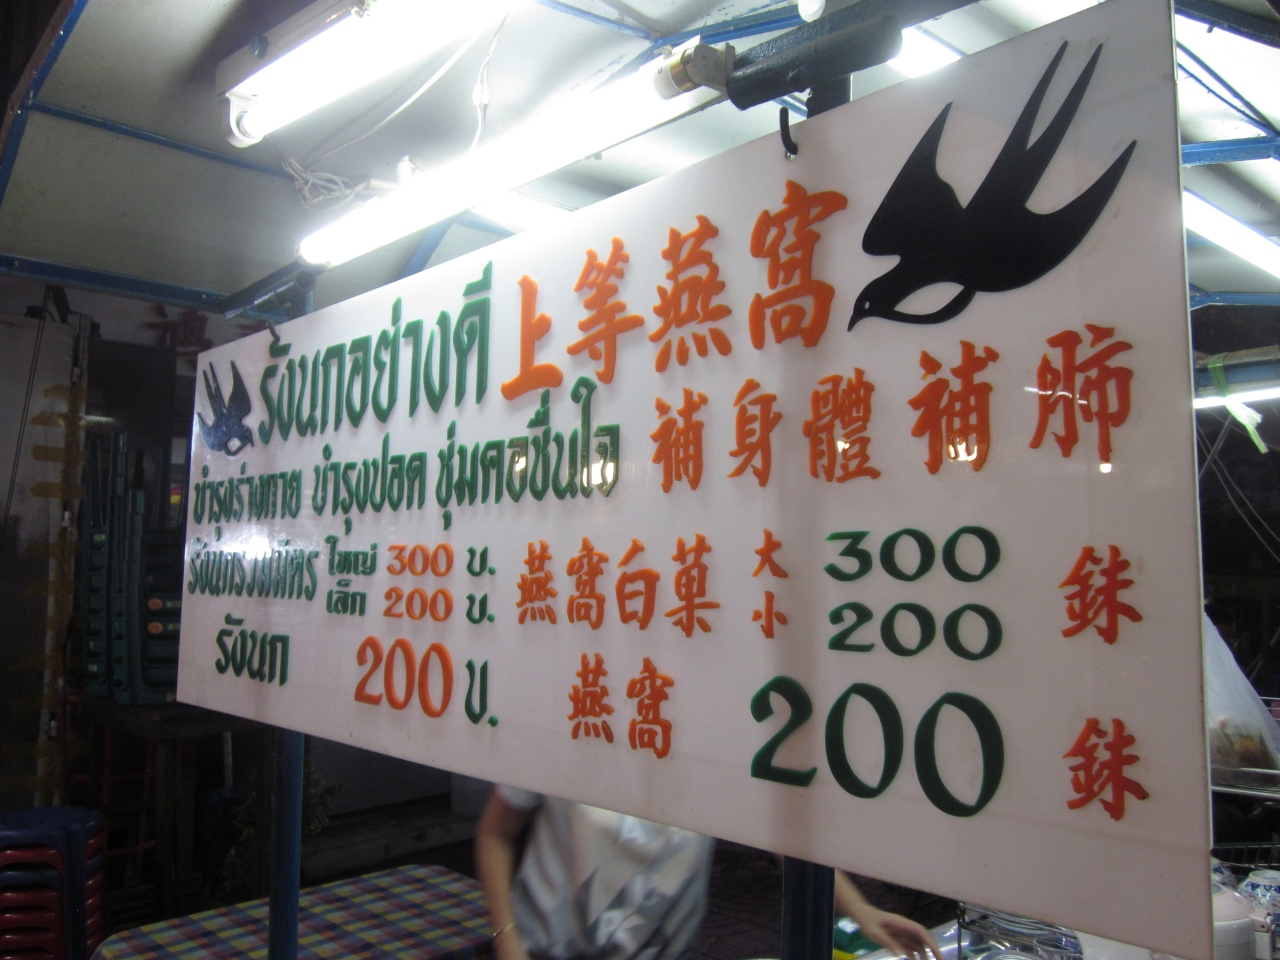 รังนกอย่างดี 上等燕窩
บำรุงร่างกาย บำรุงปอด ชุ่มคอชื่นใจ 補身體 補肺
รังนกรวมมิตร ใหญ่ 300 บ. 燕窩白菓 大 300 銖
เล็ก 200 บ. 小 200
รังนก 200 บ. 燕窩 200 銖